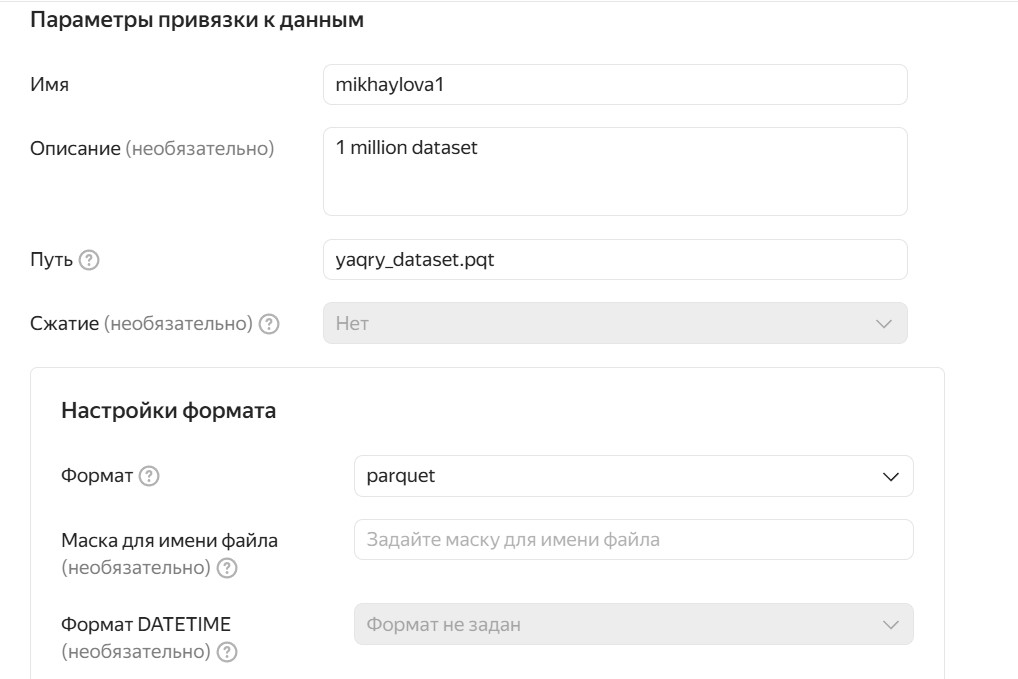 Параметры привязки к данным
Имя
mikhaylova1
Описание (необязательно)
1 million dataset
Путь ?
yaqry_dataset.pqt
Сжатие (необязательно) ?
Нет
Настройки формата
Формат ?
parquet
Маска для имени файла
(необязательно) ?
Задайте маску для имени файла
Формат DATETIME
(необязательно) ?
Формат не задан